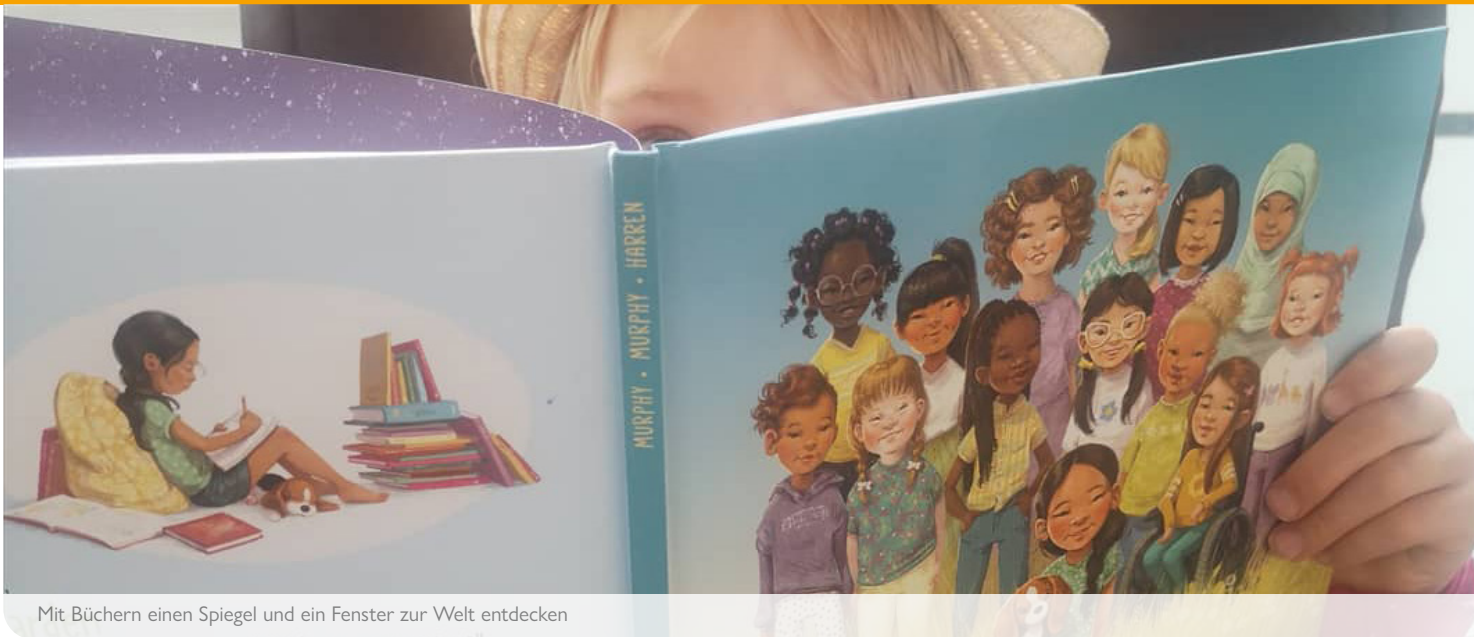 MURPHY • MURPHY • HARREN
Mit Büchern einen Spiegel und ein Fenster zur Welt entdecken